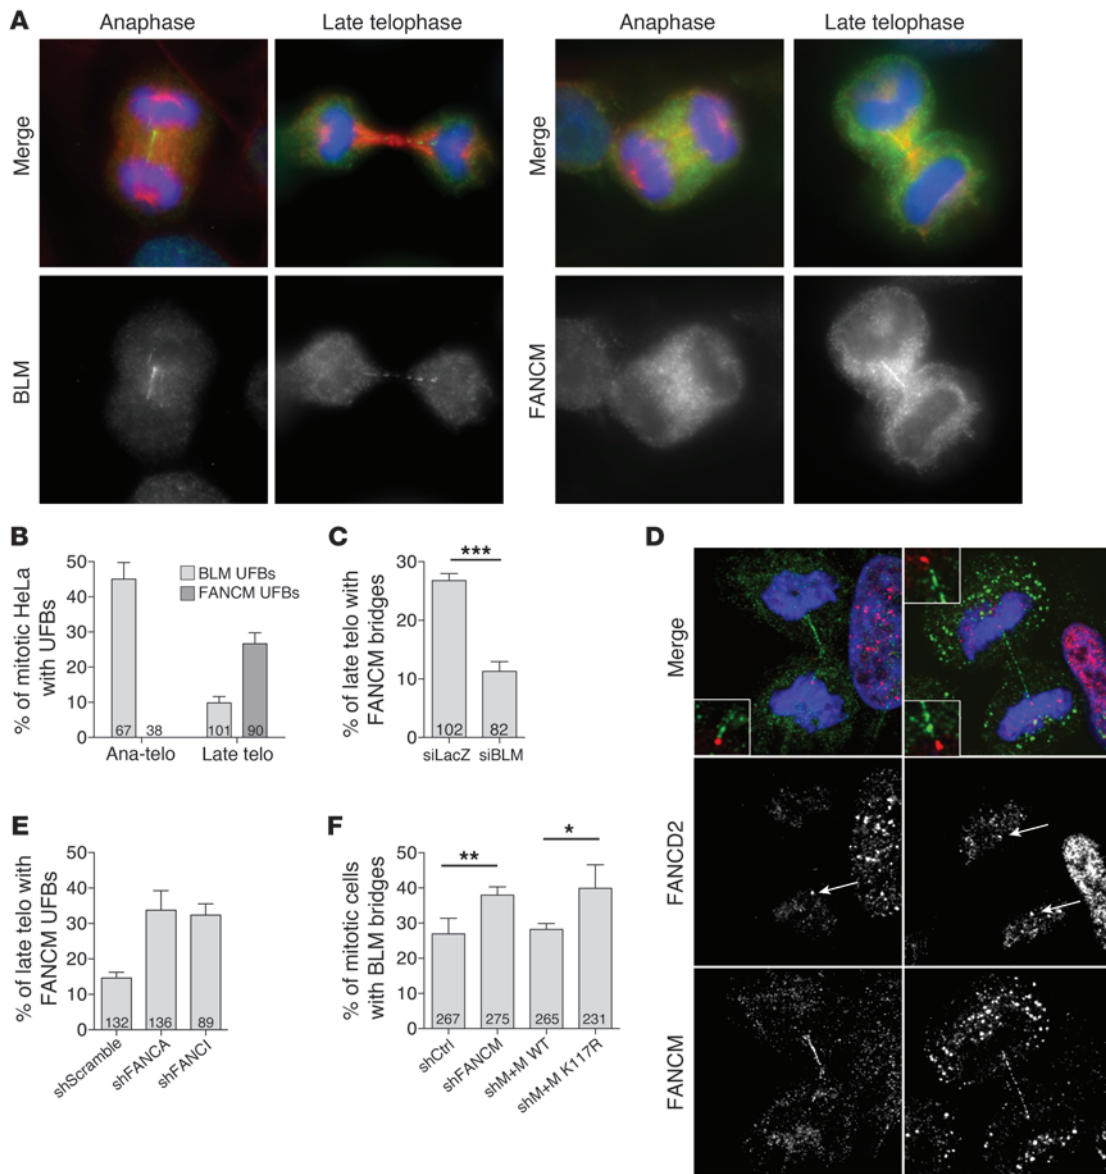 A
Anaphase
Late telophase
Anaphase
Late telophase
Merge
Merge
BLM
FANCM
B
% of mitotic HeLa
with UFBs
50
40
30
20
10
0
BLM UFBs
FANCM UFBs
67
38
101
90
Ana-telo
Late telo
C
% of late telo with
FANCM bridges
30
20
10
0
***
102
82
siLacZ
siBLM
D
Merge
FANCD2
FANCM
E
% of late telo with
FANCM UFBs
50
40
30
20
10
0
132
136
89
shScramble
shFANCA
shFANCI
F
% of mitotic cells
with BLM bridges
50
40
30
20
10
0
**
*
267
275
265
231
shCtrl
shFANCM
shM+M WT
shM+M K117R